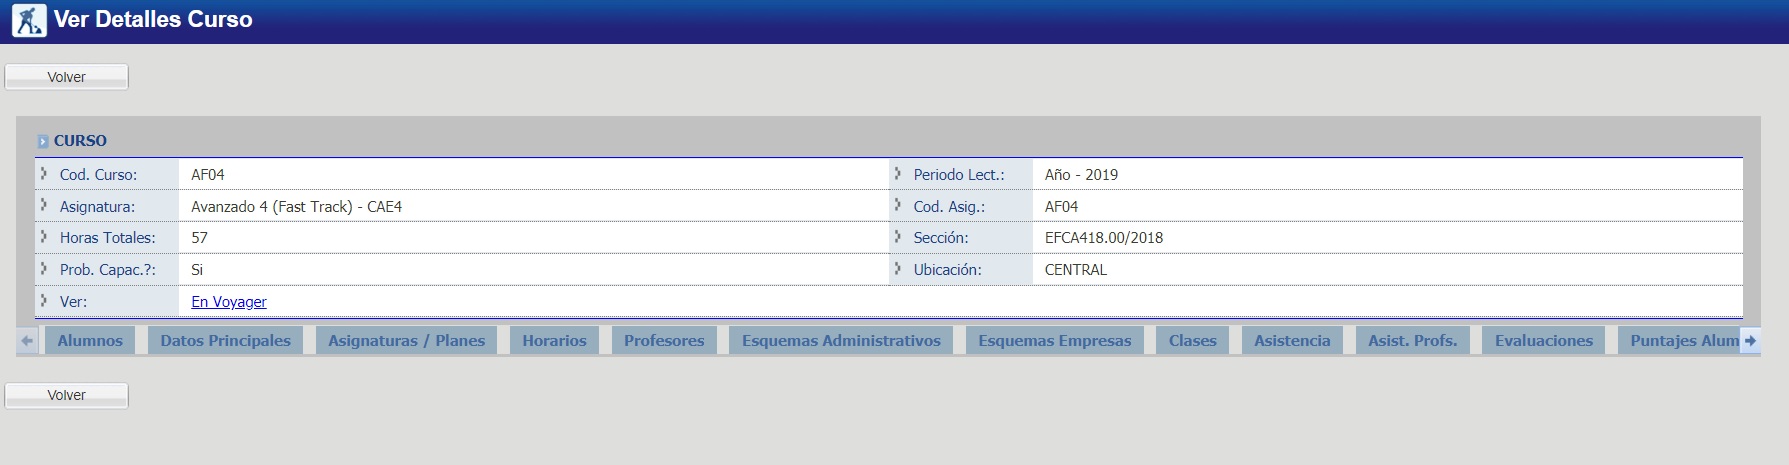 Ver Detalles Curso
Volver
CURSO
Cod. Curso: AF04 Periodo Lect.: Año - 2019
Asignatura: Avanzado 4 (Fast Track) - CAE4 Cod. Asig.: AF04
Horas Totales: 57 Sección: EFCA418.00/2018
Prob. Capac.?: Si Ubicación: CENTRAL
Ver: En Voyager
Alumnos Datos Principales Asignaturas / Planes Horarios Profesores Esquemas Administrativos Esquemas Empresas Clases Asistencia Asist. Profs. Evaluaciones Puntajes Alum
Volver